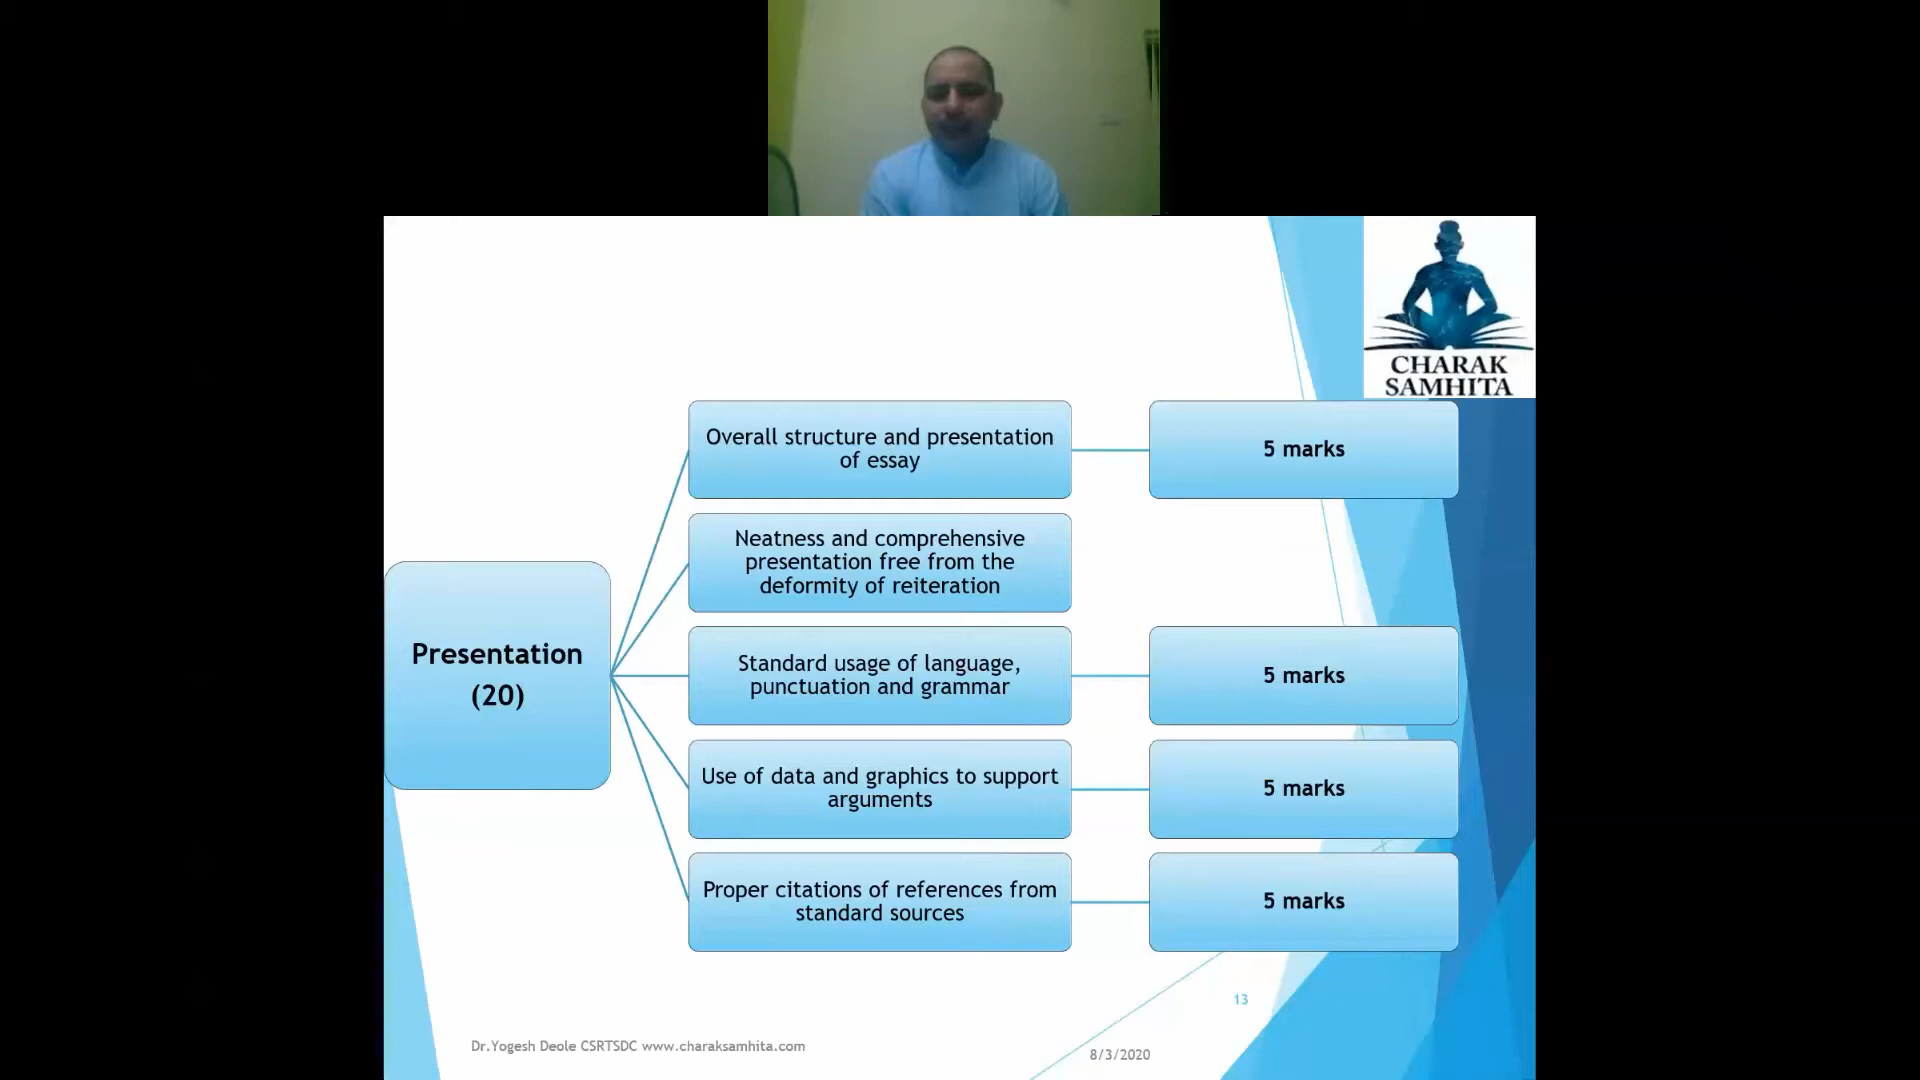 CHARAK
SAMHITA
Overall structure and presentation
of essay
5 marks
Neatness and comprehensive
presentation free from the
deformity of reiteration
Presentation
(20)
Standard usage of language,
punctuation and grammar
5 marks
Use of data and graphics to support
arguments
5 marks
Proper citations of references from
standard sources
5 marks
13
Dr.Yogesh Deole CSRTSDC www.charaksamhita.com
8/3/2020